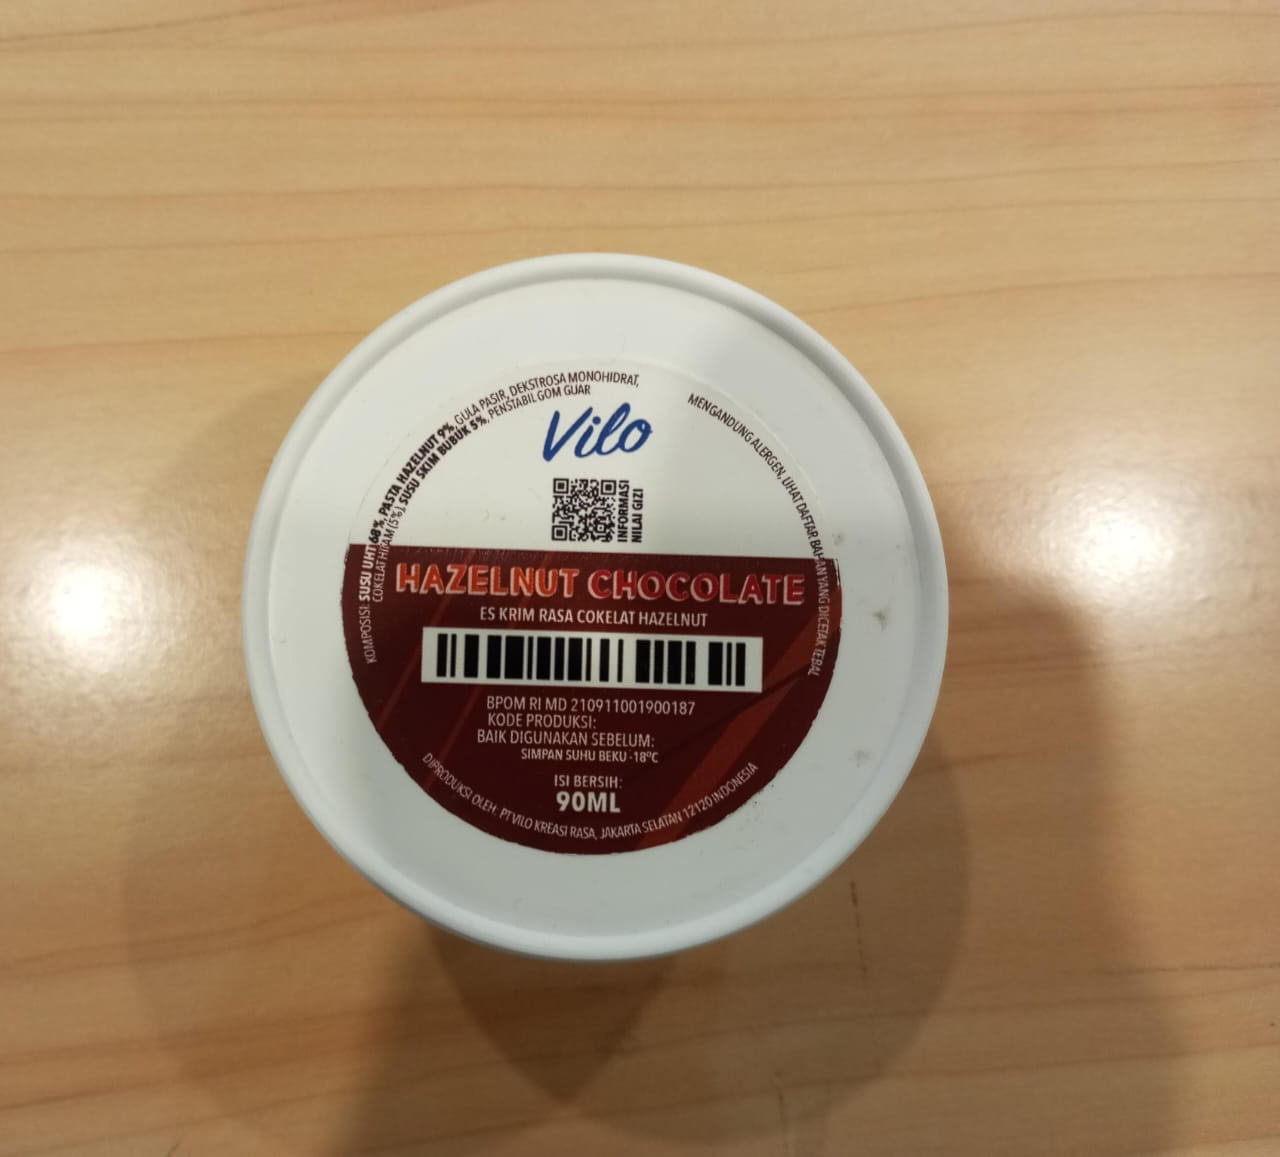 KOMPOSISI: SUSU UHT 68%, PASTA HAZELNUT 9%, GULA PASIR, DEKSTROSA MONOHIDRAT,
COKELAT HITAM (5%), SUSU SKIM BUBUK 5%, PENSTABIL GOM GUAR
MENGANDUNG ALERGEN, LIHAT DAFTAR BAHAN YANG DICETAK TEBAL
Vilo
INFORMASI
NILAI GIZI
HAZELNUT CHOCOLATE
ES KRIM RASA COKELAT HAZELNUT
BPOM RI MD 210911001900187
KODE PRODUKSI:
BAIK DIGUNAKAN SEBELUM:
SIMPAN SUHU BEKU -18°C
ISI BERSIH:
90ML
DIPRODUKSI OLEH: PT VILO KREASI RASA, JAKARTA SELATAN 12120 INDONESIA